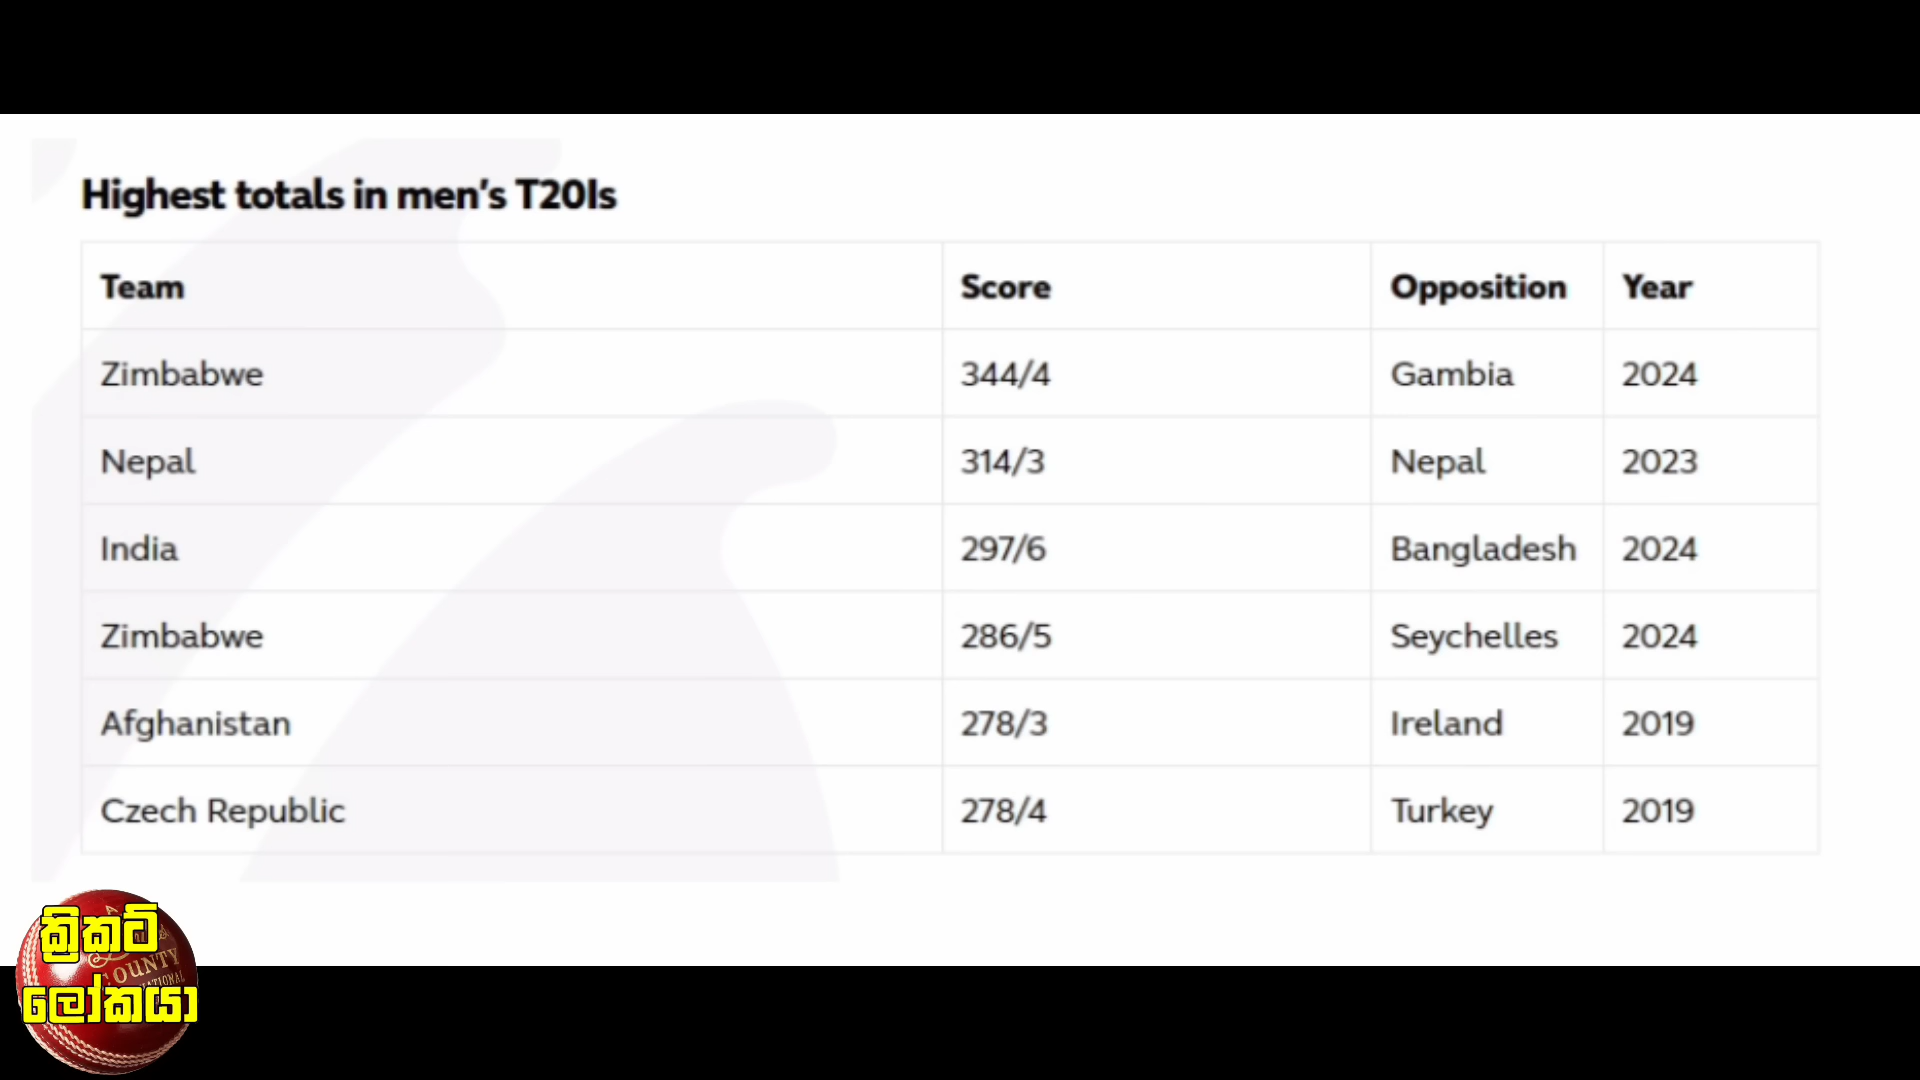 Highest totals in men's T20Is
Team Score Opposition Year
Zimbabwe 344/4 Gambia 2024
Nepal 314/3 Nepal 2023
India 297/6 Bangladesh 2024
Zimbabwe 286/5 Seychelles 2024
Afghanistan 278/3 Ireland 2019
Czech Republic 278/4 Turkey 2019
ක්‍රිකට්
COUNTY
ලෝකයා